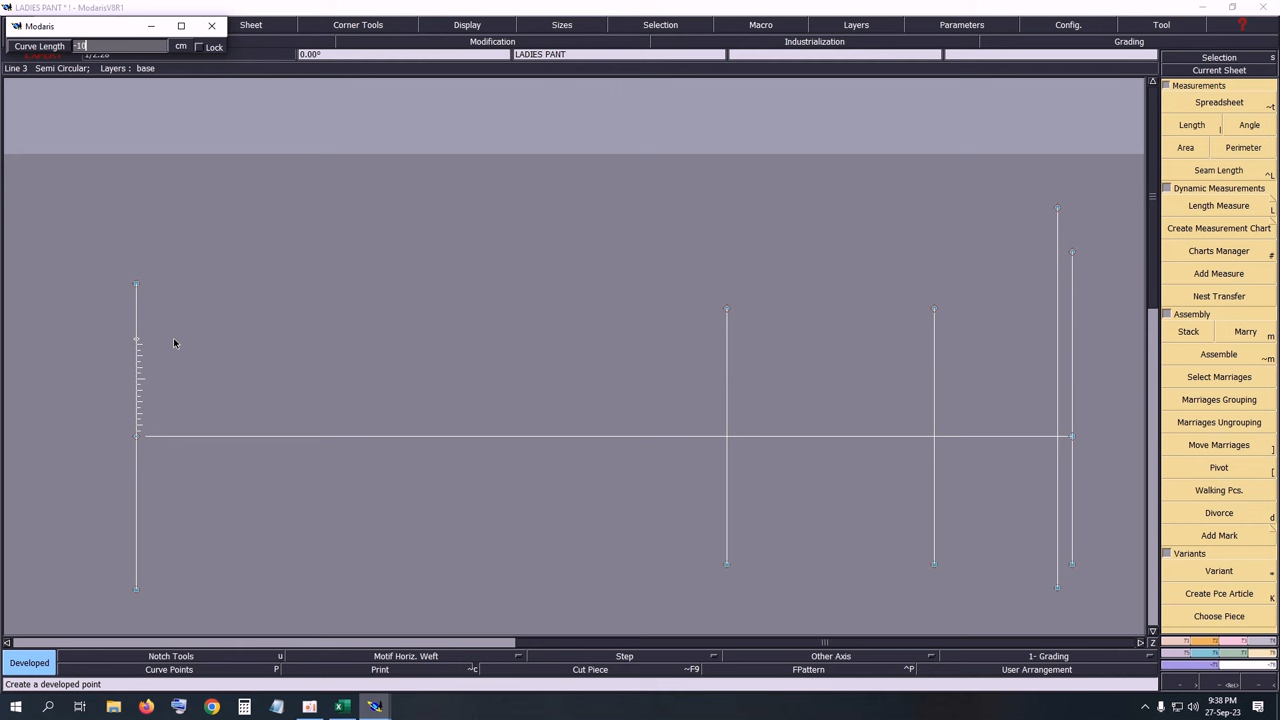 LADIES PANT * ! - ModarisV8R1
Modaris
Sheet
Corner Tools
Display
Sizes
Selection
Macro
Layers
Parameters
Config.
Tool
?
Curve Length
-10
cm
Lock
Modification
Industrialization
Grading
0.00º
LADIES PANT
Line 3 Semi Circular; Layers : base
Selection s
Current Sheet
Measurements
Spreadsheet ~t
Length l
Angle
Area
Perimeter
Seam Length ^L
Dynamic Measurements
Length Measure L
Create Measurement Chart
Charts Manager #
Add Measure
Nest Transfer
Assembly
Stack
Marry m
Assemble ~m
Select Marriages
Marriages Grouping
Marriages Ungrouping
Move Marriages ]
Pivot [
Walking Pcs.
Divorce d
Add Mark
Variants
Variant *
Create Pce Article K
Choose Piece
Z
Developed
Notch Tools u
Motif Horiz. Weft
Step
Other Axis
1- Grading
Curve Points P
Print ~c
Cut Piece ~F9
FPattern ^P
User Arrangement
Create a developed point
9:38 PM
27-Sep-23